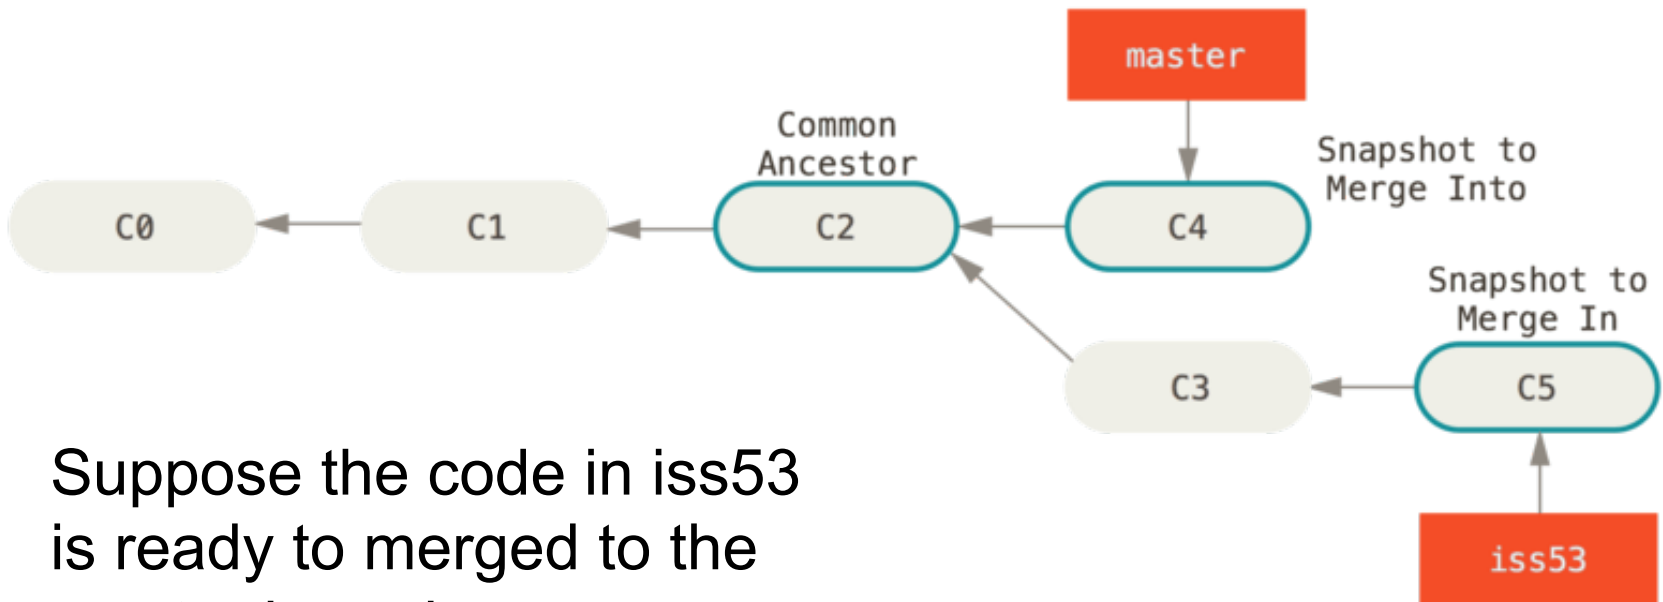 master
Common
Ancestor
Snapshot to
Merge Into
C0
C1
C2
C4
Snapshot to
Merge In
C3
C5
Suppose the code in iss53
is ready to merged to the
iss53